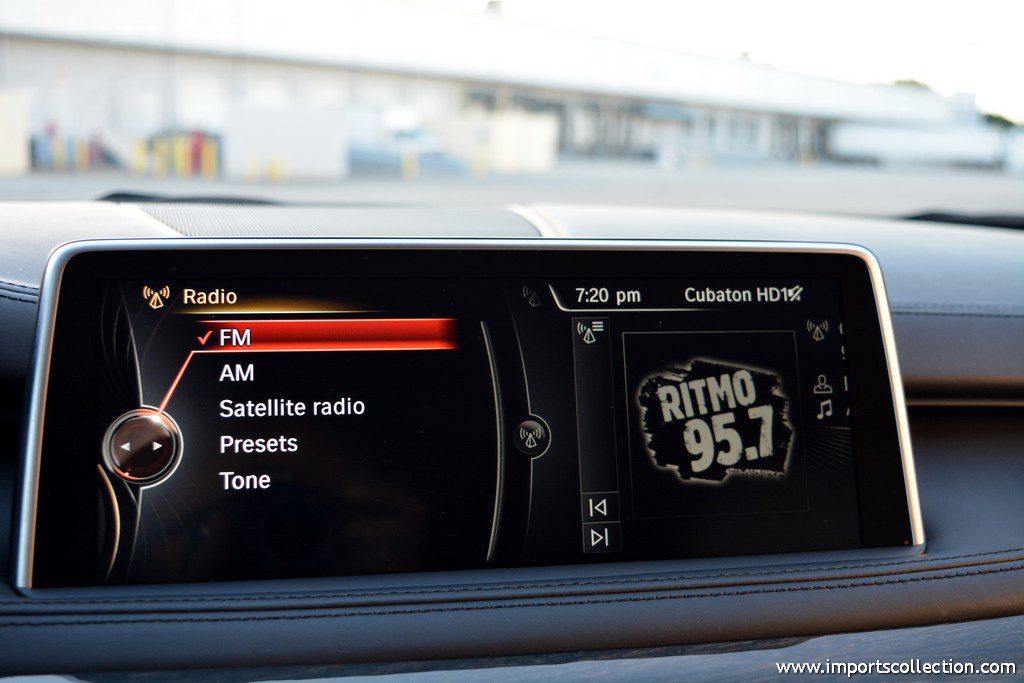 Radio
7:20 pm
Cubaton HD1
FM
AM
Satellite radio
Presets
Tone
RITMO
95.7
www.importscollection.com